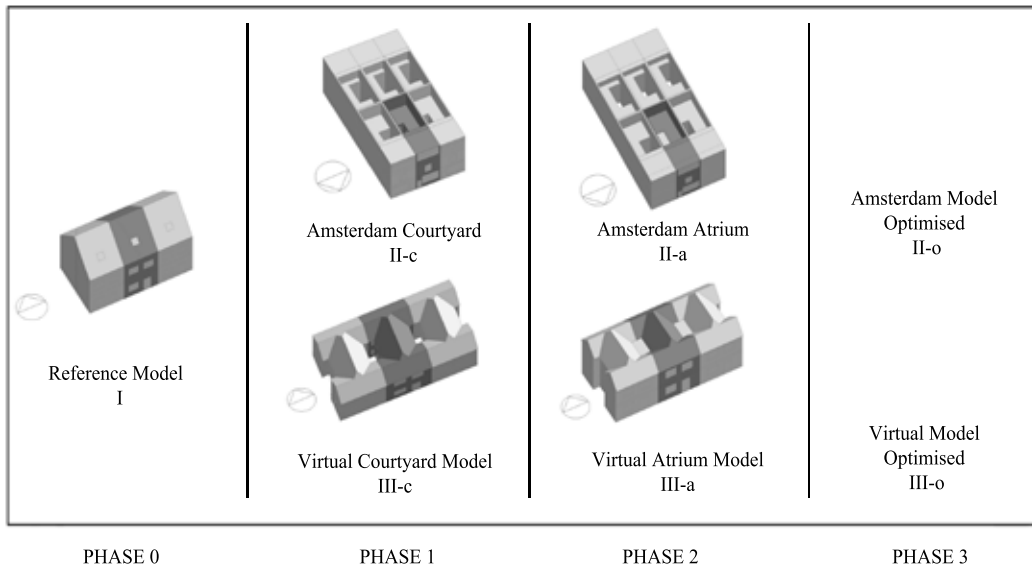 Reference Model
I
Amsterdam Courtyard
II-c
Virtual Courtyard Model
III-c
Amsterdam Atrium
II-a
Virtual Atrium Model
III-a
Amsterdam Model
Optimised
II-o
Virtual Model
Optimised
III-o
PHASE 0
PHASE 1
PHASE 2
PHASE 3